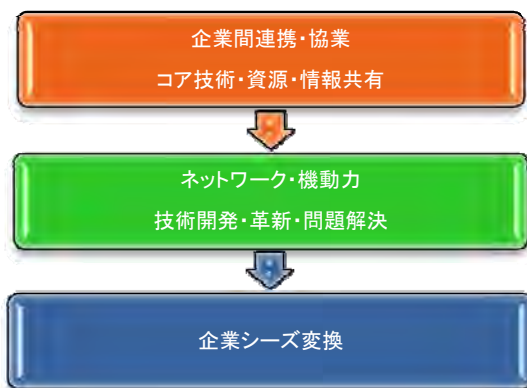 企業間連携・協業
コア技術・資源・情報共有
ネットワーク・機動力
技術開発・革新・問題解決
企業シーズ変換